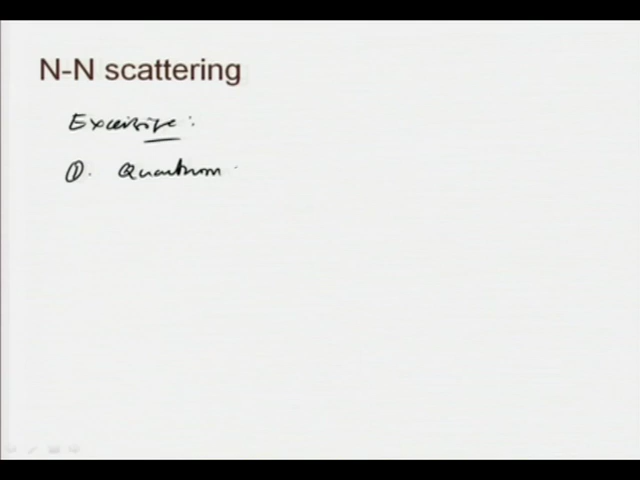 N-N scattering
Exercise:
①. Quantum